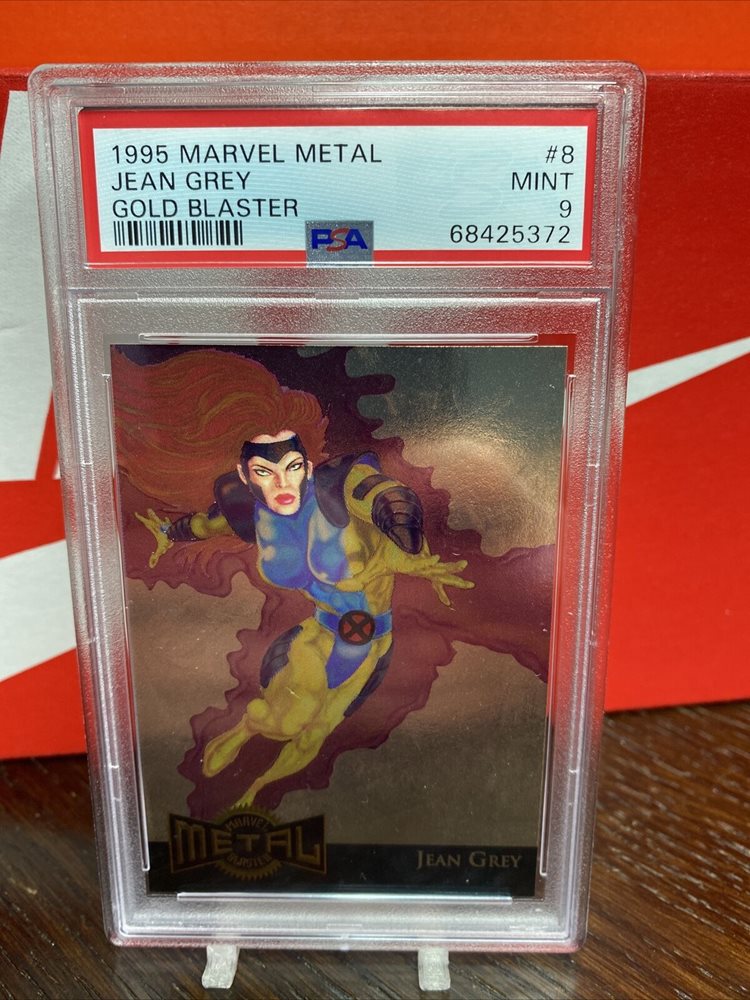 1995 MARVEL METAL #8
JEAN GREY MINT
GOLD BLASTER 9
PSA 68425372
MARVEL
METAL
BLASTER
JEAN GREY